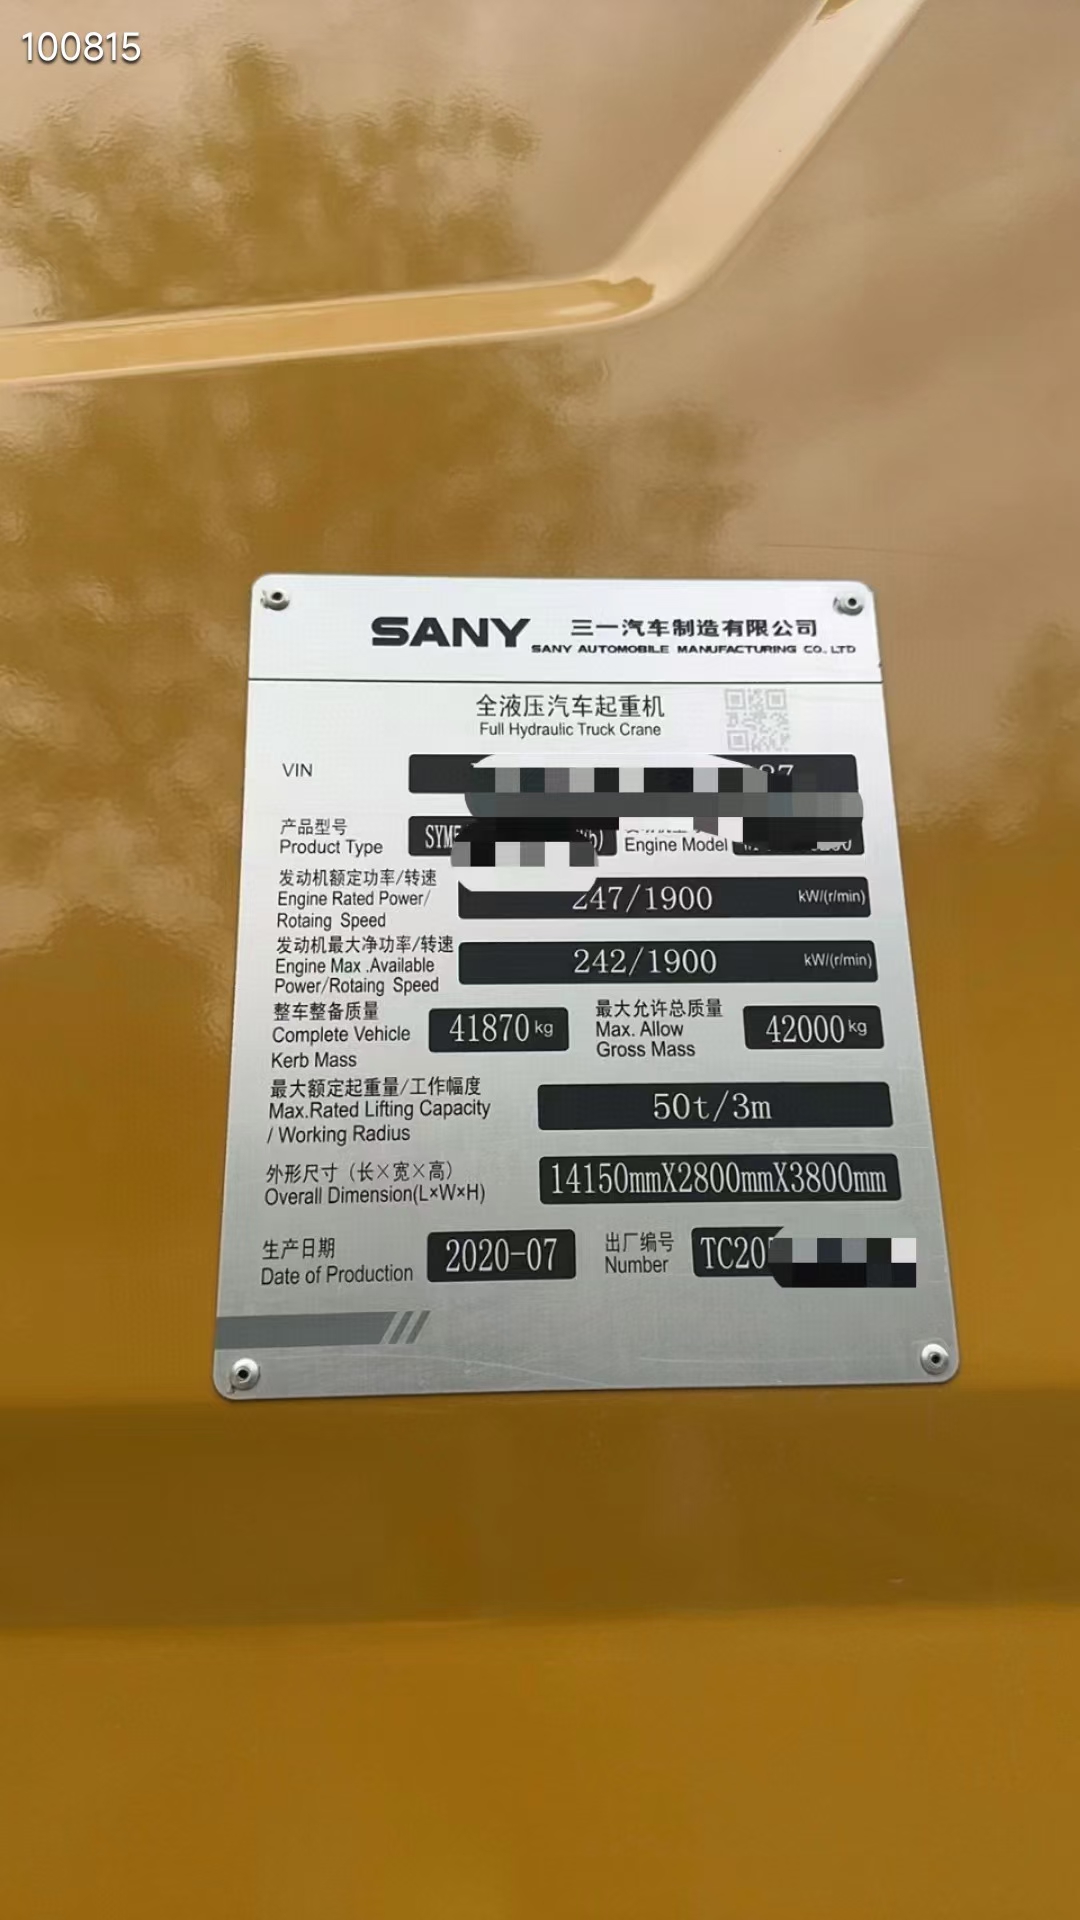 100815
SANY 三一汽车制造有限公司
SANY AUTOMOBILE MANUFACTURING CO., LTD
全液压汽车起重机
Full Hydraulic Truck Crane
VIN
产品型号
Product Type
Engine Model
发动机额定功率/转速
Engine Rated Power/
Rotaing Speed
247/1900 kW/(r/min)
发动机最大净功率/转速
Engine Max .Available
Power/Rotaing Speed
242/1900 kW/(r/min)
整车整备质量
Complete Vehicle
Kerb Mass
41870kg
最大允许总质量
Max. Allow
Gross Mass
42000kg
最大额定起重量/工作幅度
Max.Rated Lifting Capacity
/ Working Radius
50t/3m
外形尺寸（长×宽×高）
Overall Dimension(L×W×H)
14150mmX2800mmX3800mm
生产日期
Date of Production
2020-07
出厂编号
Number
TC20